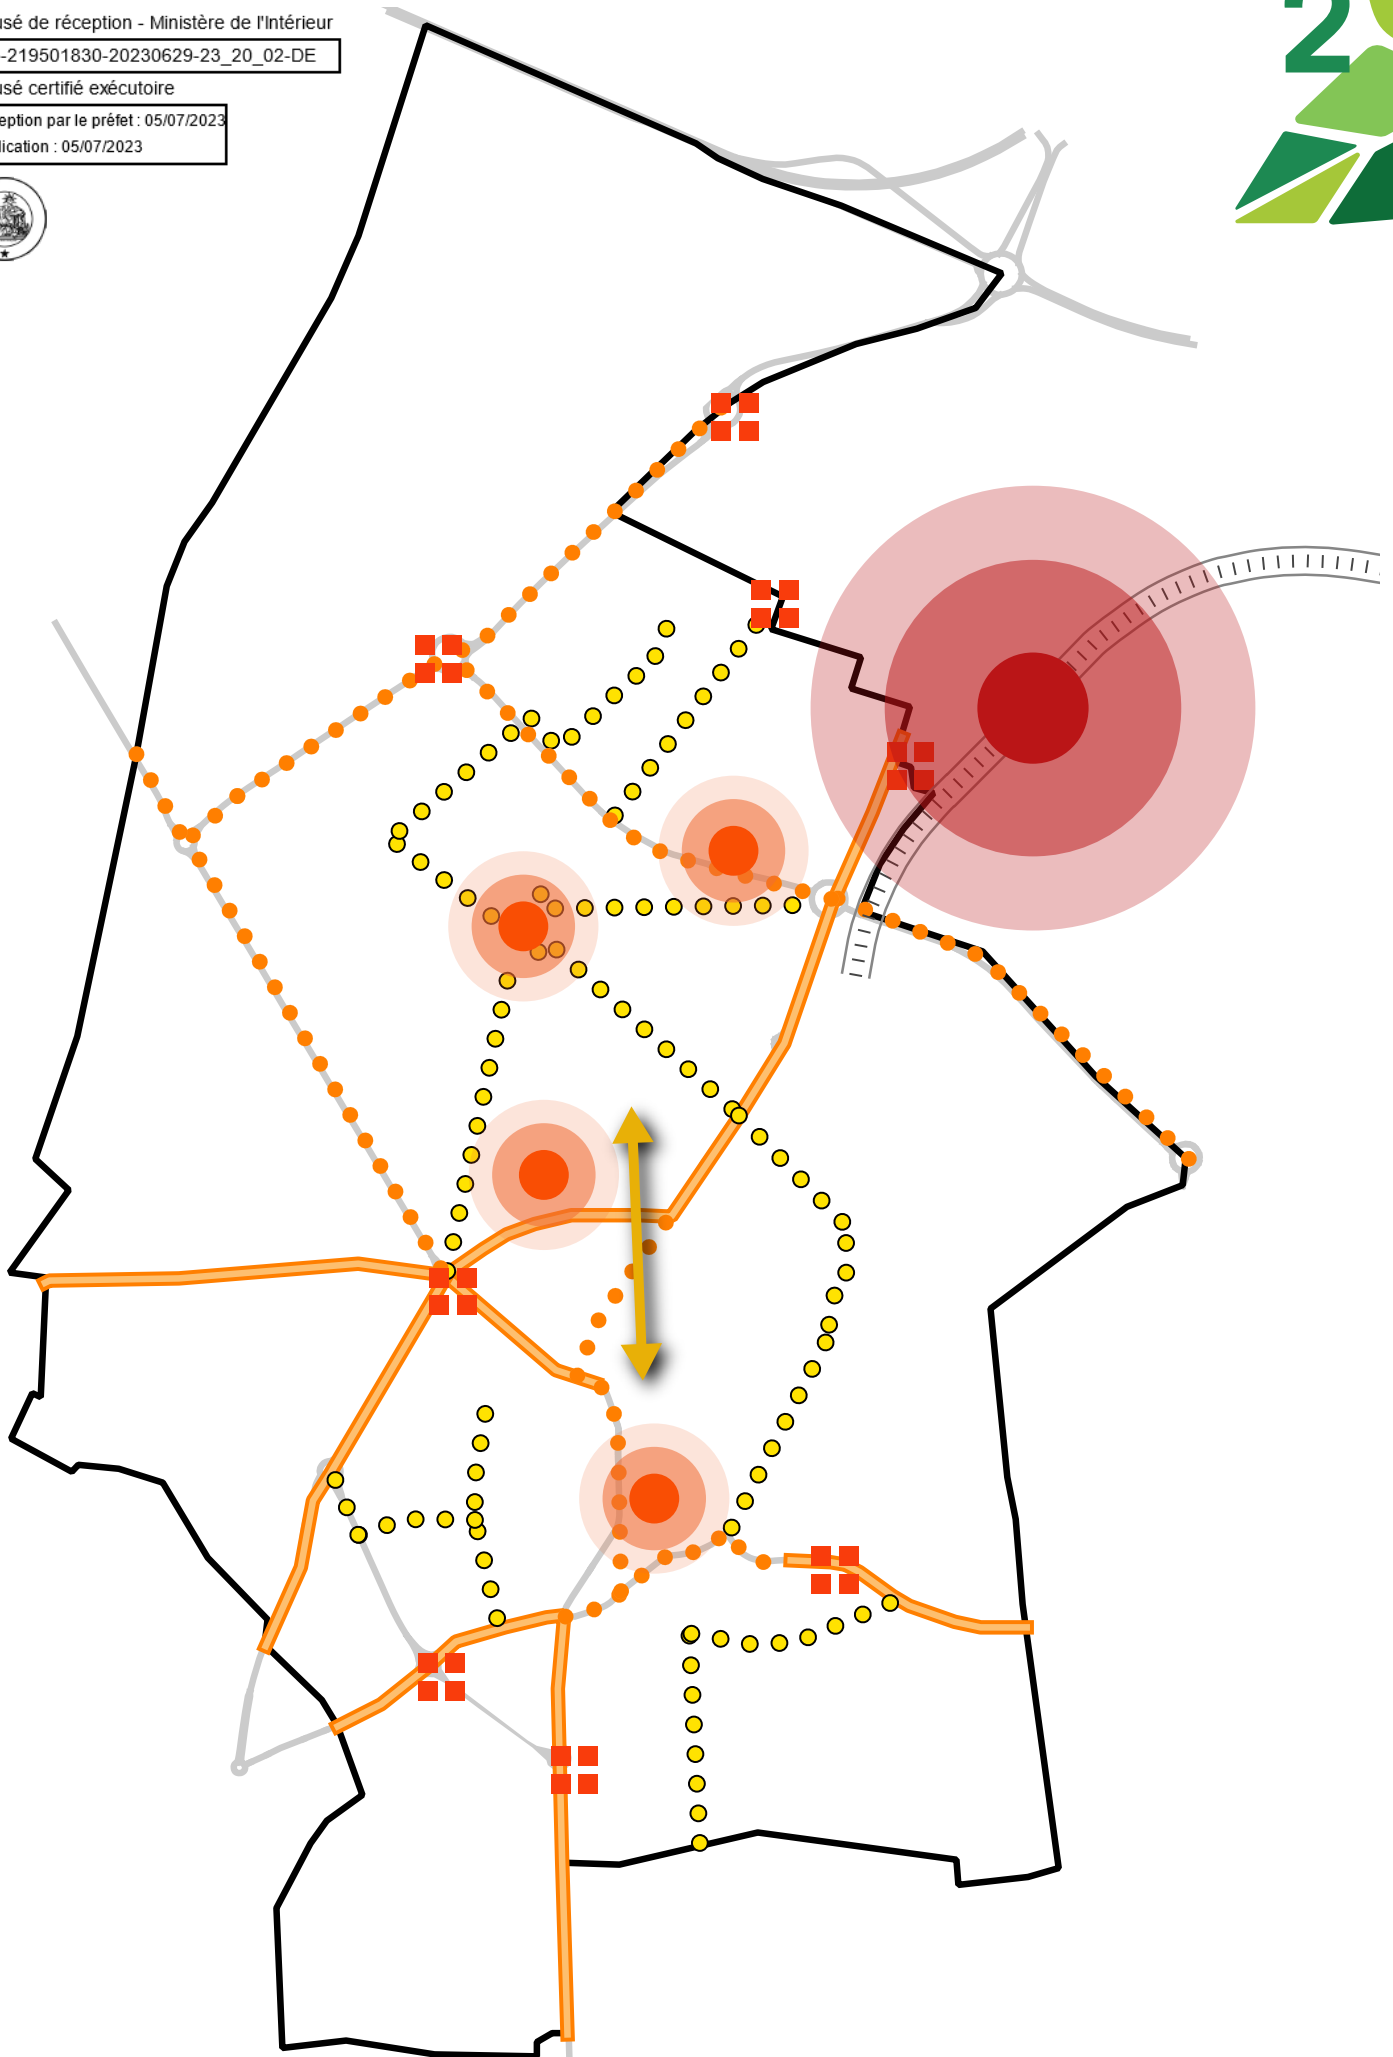 usé de réception - Ministère de l'Intérieur
-219501830-20230629-23_20_02-DE
usé certifié exécutoire
eption par le préfet : 05/07/2023
lication : 05/07/2023
2